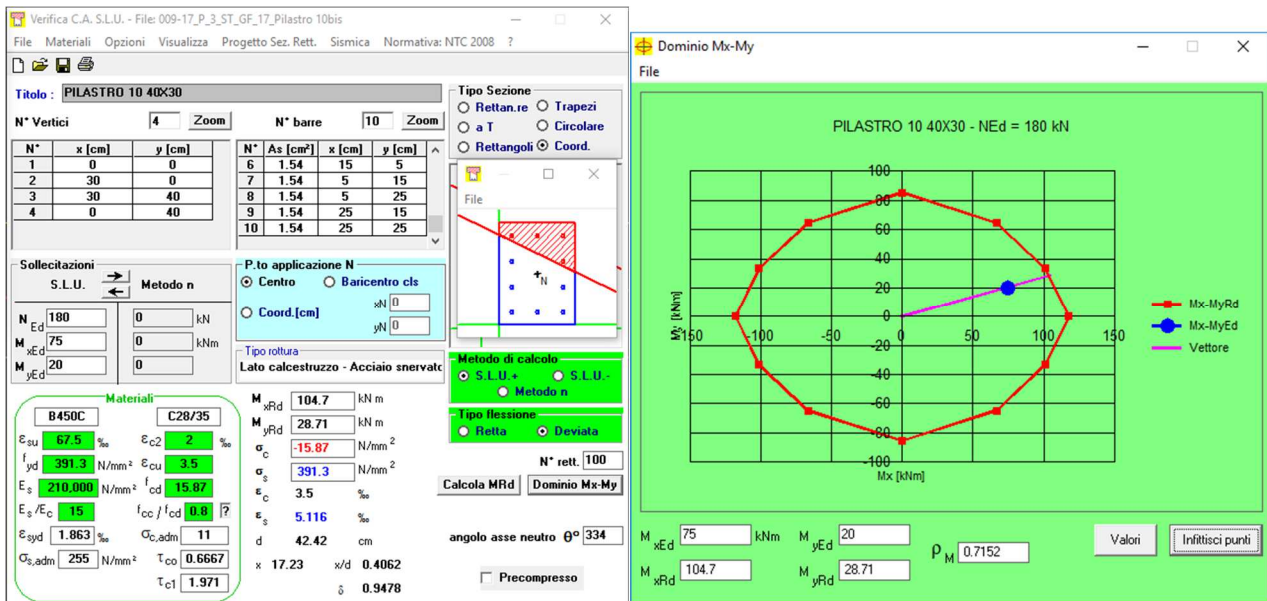 Verifica C.A. S.L.U. - File: 009-17_P_3_ST_GF_17_Pilastro 10bis
File Materiali Opzioni Visualizza Progetto Sez. Rett. Sismica Normativa: NTC 2008 ?
Titolo : PILASTRO 10 40X30
N° Vertici 4 Zoom N° barre 10 Zoom
N° x [cm] y [cm]
1 0 0
2 30 0
3 30 40
4 0 40
N° As [cm²] x [cm] y [cm]
6 1.54 15 5
7 1.54 5 15
8 1.54 5 25
9 1.54 25 15
10 1.54 25 25
Tipo Sezione
Rettan.re Trapezi
a T Circolare
Rettangoli Coord.
File
N
Sollecitazioni
S.L.U. Metodo n
N Ed 180 0 kN
M xEd 75 0 kNm
M yEd 20 0
P.to applicazione N
Centro Baricentro cls
Coord.[cm] xN 0
yN 0
Tipo rottura
Lato calcestruzzo - Acciaio snervato
Metodo di calcolo
S.L.U.+ S.L.U.-
Metodo n
Tipo flessione
Retta Deviata
N° rett. 100
Calcola MRd Dominio Mx-My
angolo asse neutro θ° 334
Precompresso
Materiali
B450C C28/35
εsu 67.5 ‰ εc2 2 ‰
fyd 391.3 N/mm² εcu 3.5
Es 210,000 N/mm² fcd 15.87
Es/Ec 15 fcc / fcd 0.8 ?
εsyd 1.863 ‰ σc,adm 11
σs,adm 255 N/mm² τco 0.6667
τc1 1.971
M xRd 104.7 kN m
M yRd 28.71 kN m
σc -15.87 N/mm²
σs 391.3 N/mm²
εc 3.5 ‰
εs 5.116 ‰
d 42.42 cm
x 17.23 x/d 0.4062
δ 0.9478
Dominio Mx-My
File
PILASTRO 10 40X30 - NEd = 180 kN
100
80
60
40
20
0
-20
-40
-60
-80
-100
-150 -100 -50 0 50 100 150
My [kNm]
Mx [kNm]
Mx-MyRd
Mx-MyEd
Vettore
M xEd 75 kNm M yEd 20
M xRd 104.7 M yRd 28.71
ρM 0.7152
Valori Infittisci punti